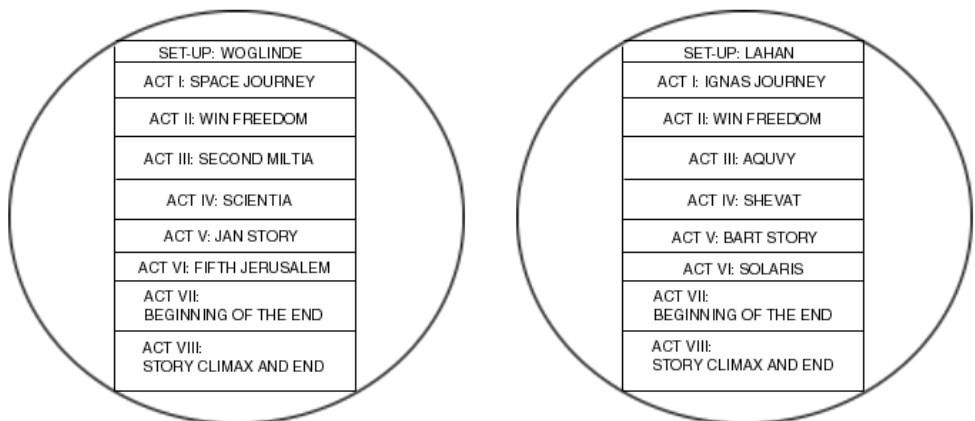 SET-UP: WOGLINDE
ACT I: SPACE JOURNEY
ACT II: WIN FREEDOM
ACT III: SECOND MILTIA
ACT IV: SCIENTIA
ACT V: JAN STORY
ACT VI: FIFTH JERUSALEM
ACT VII:
BEGINNING OF THE END
ACT VIII:
STORY CLIMAX AND END
SET-UP: LAHAN
ACT I: IGNAS JOURNEY
ACT II: WIN FREEDOM
ACT III: AQUVY
ACT IV: SHEVAT
ACT V: BART STORY
ACT VI: SOLARIS
ACT VII:
BEGINNING OF THE END
ACT VIII:
STORY CLIMAX AND END